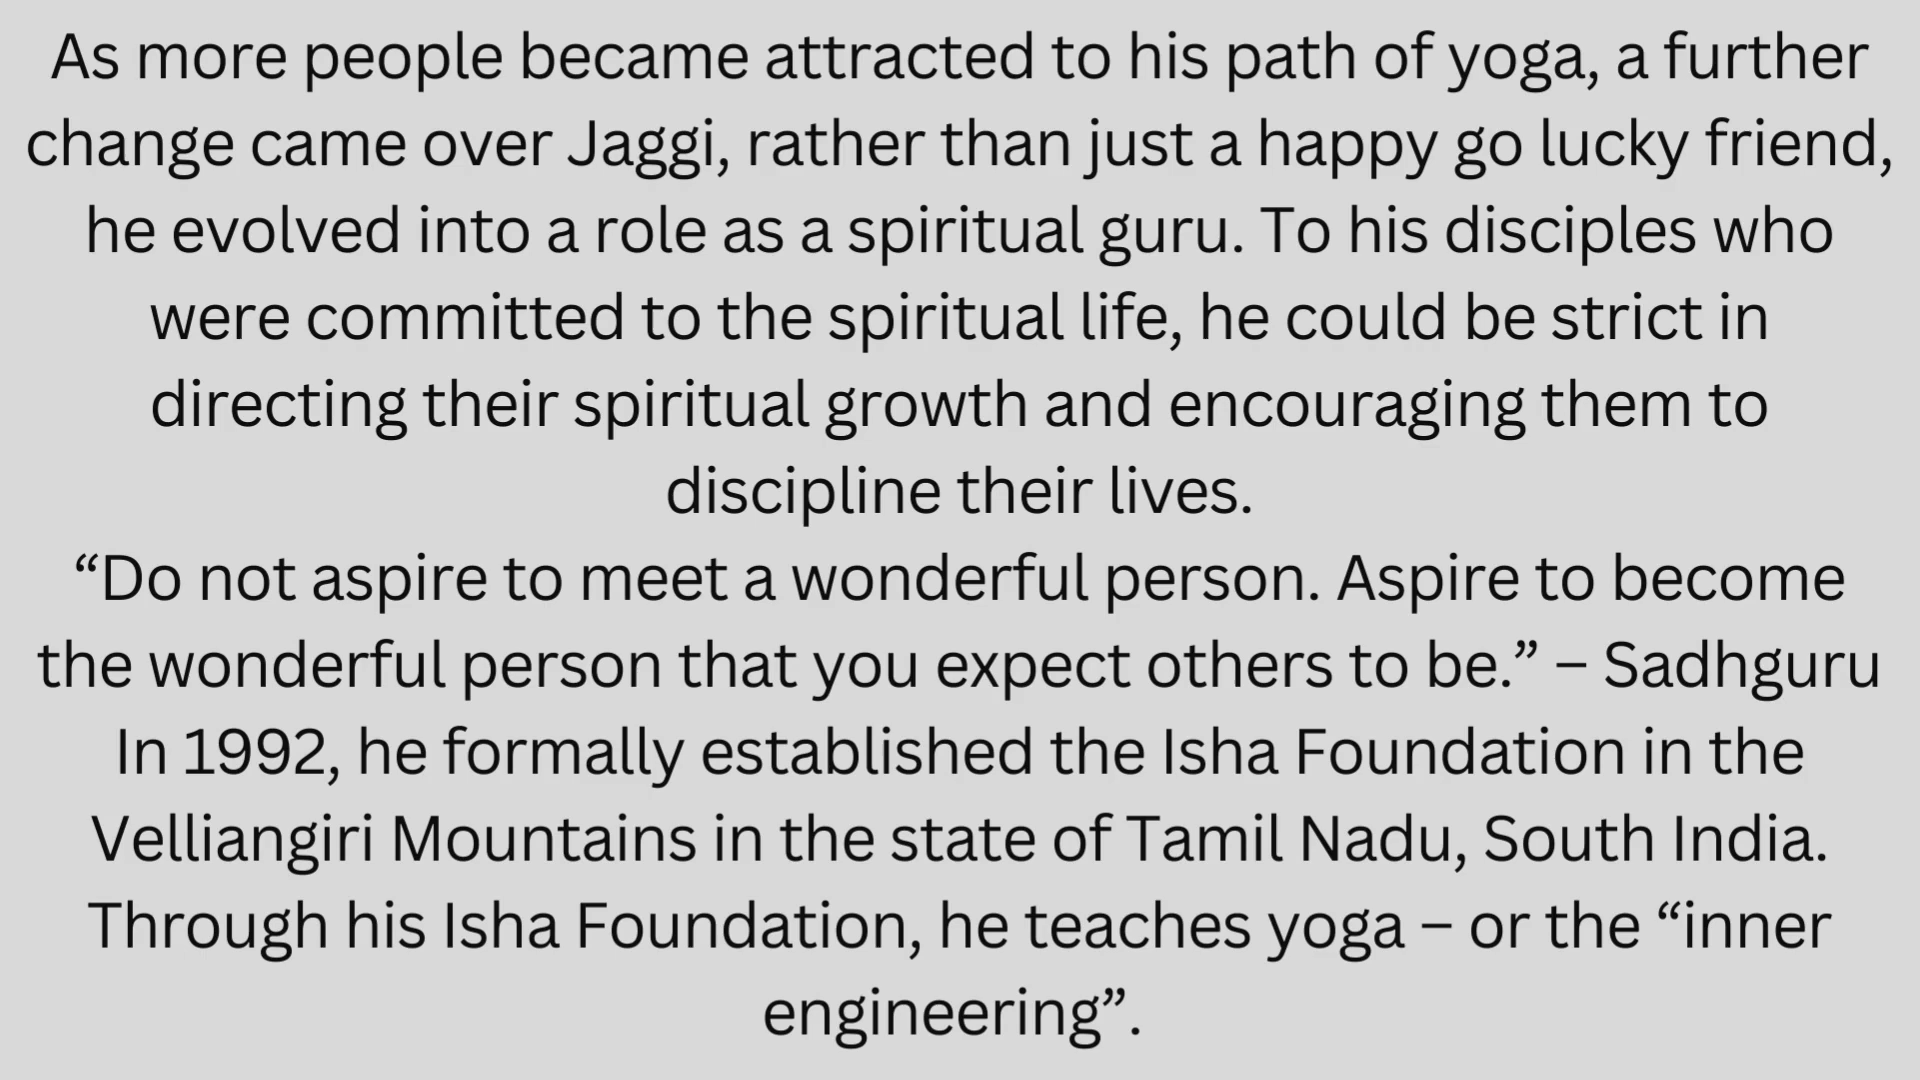 As more people became attracted to his path of yoga, a further
change came over Jaggi, rather than just a happy go lucky friend,
he evolved into a role as a spiritual guru. To his disciples who
were committed to the spiritual life, he could be strict in
directing their spiritual growth and encouraging them to
discipline their lives.
“Do not aspire to meet a wonderful person. Aspire to become
the wonderful person that you expect others to be.” – Sadhguru
In 1992, he formally established the Isha Foundation in the
Velliangiri Mountains in the state of Tamil Nadu, South India.
Through his Isha Foundation, he teaches yoga – or the “inner
engineering”.